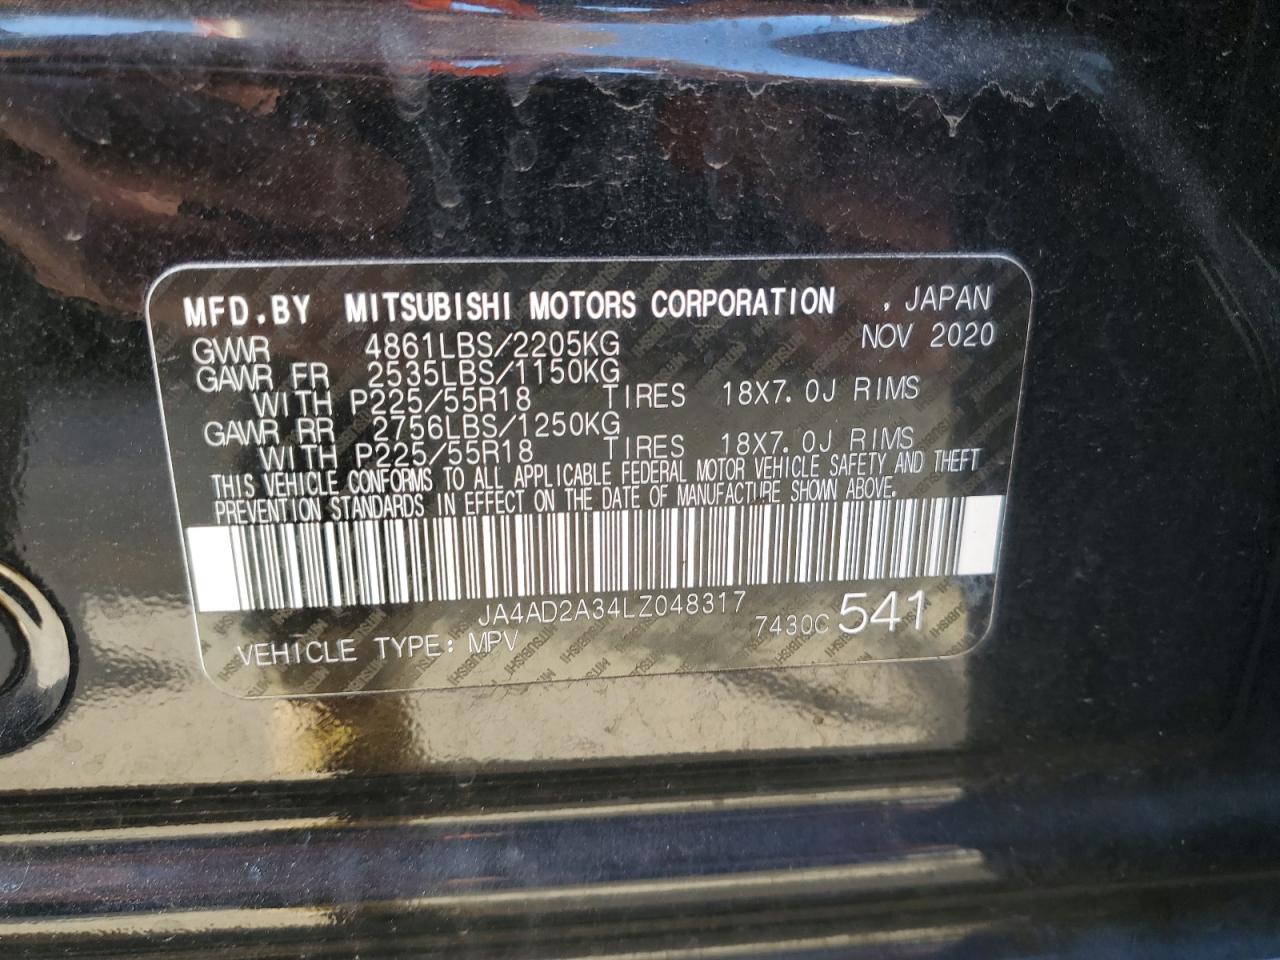 MFD.BY MITSUBISHI MOTORS CORPORATION , JAPAN
GVWR 4861LBS/2205KG NOV 2020
GAWR FR 2535LBS/1150KG
WITH P225/55R18 TIRES 18X7.0J RIMS
GAWR RR 2756LBS/1250KG
WITH P225/55R18 TIRES 18X7.0J RIMS
THIS VEHICLE CONFORMS TO ALL APPLICABLE FEDERAL MOTOR VEHICLE SAFETY AND THEFT
PREVENTION STANDARDS IN EFFECT ON THE DATE OF MANUFACTURE SHOWN ABOVE.
JA4AD2A34LZ048317 7430C 541
VEHICLE TYPE: MPV